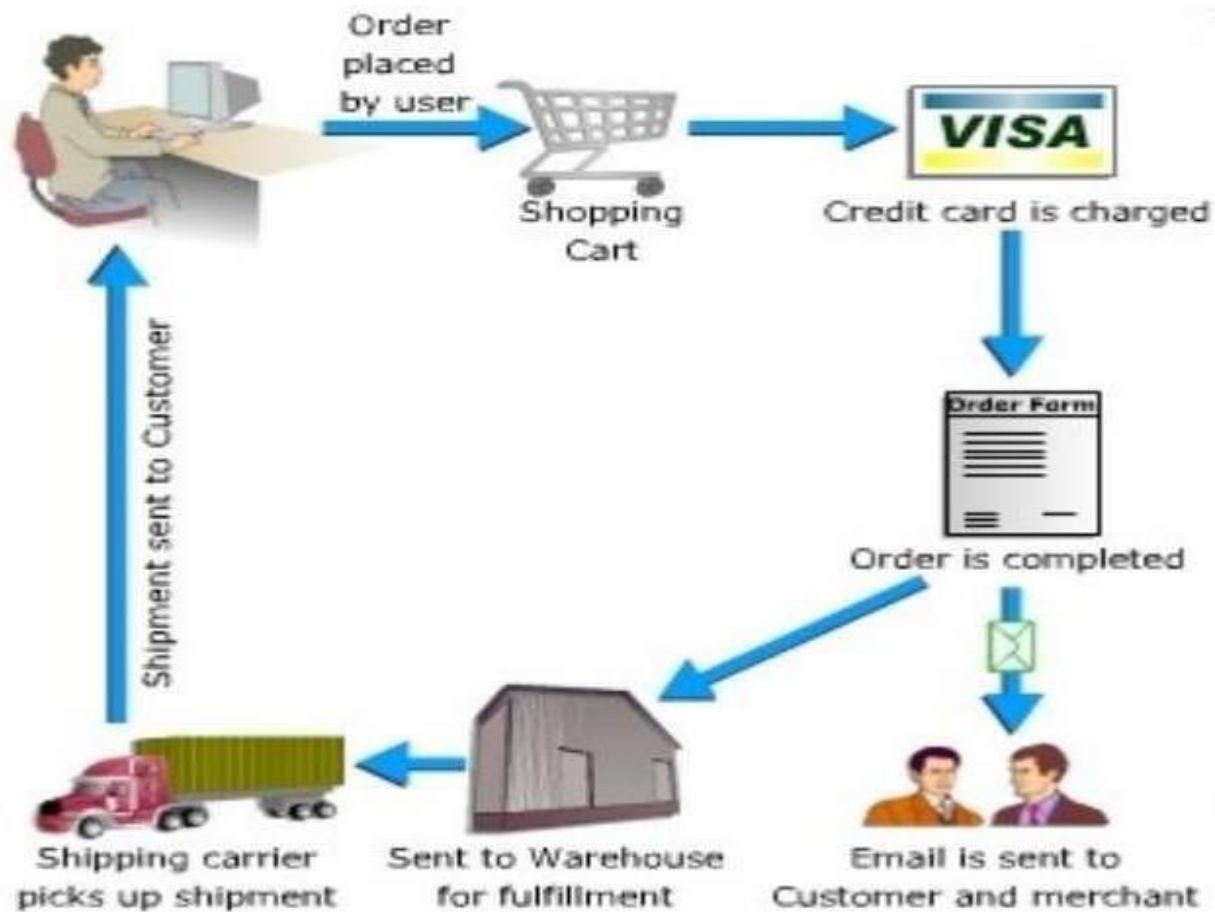 Order
placed
by user
Shopping
Cart
VISA
Credit card is charged
Order Form
Order is completed
Shipment sent to Customer
Shipping carrier
picks up shipment
Sent to Warehouse
for fulfillment
Email is sent to
Customer and merchant